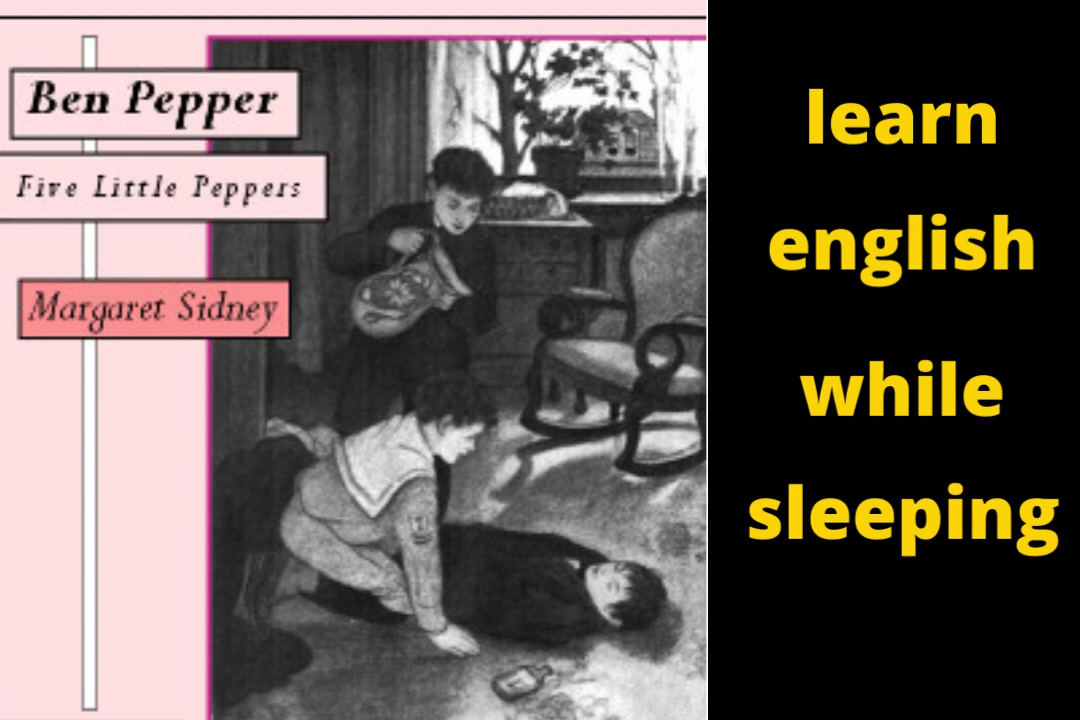 Ben Pepper
Five Little Peppers
Margaret Sidney
learn
english
while
sleeping